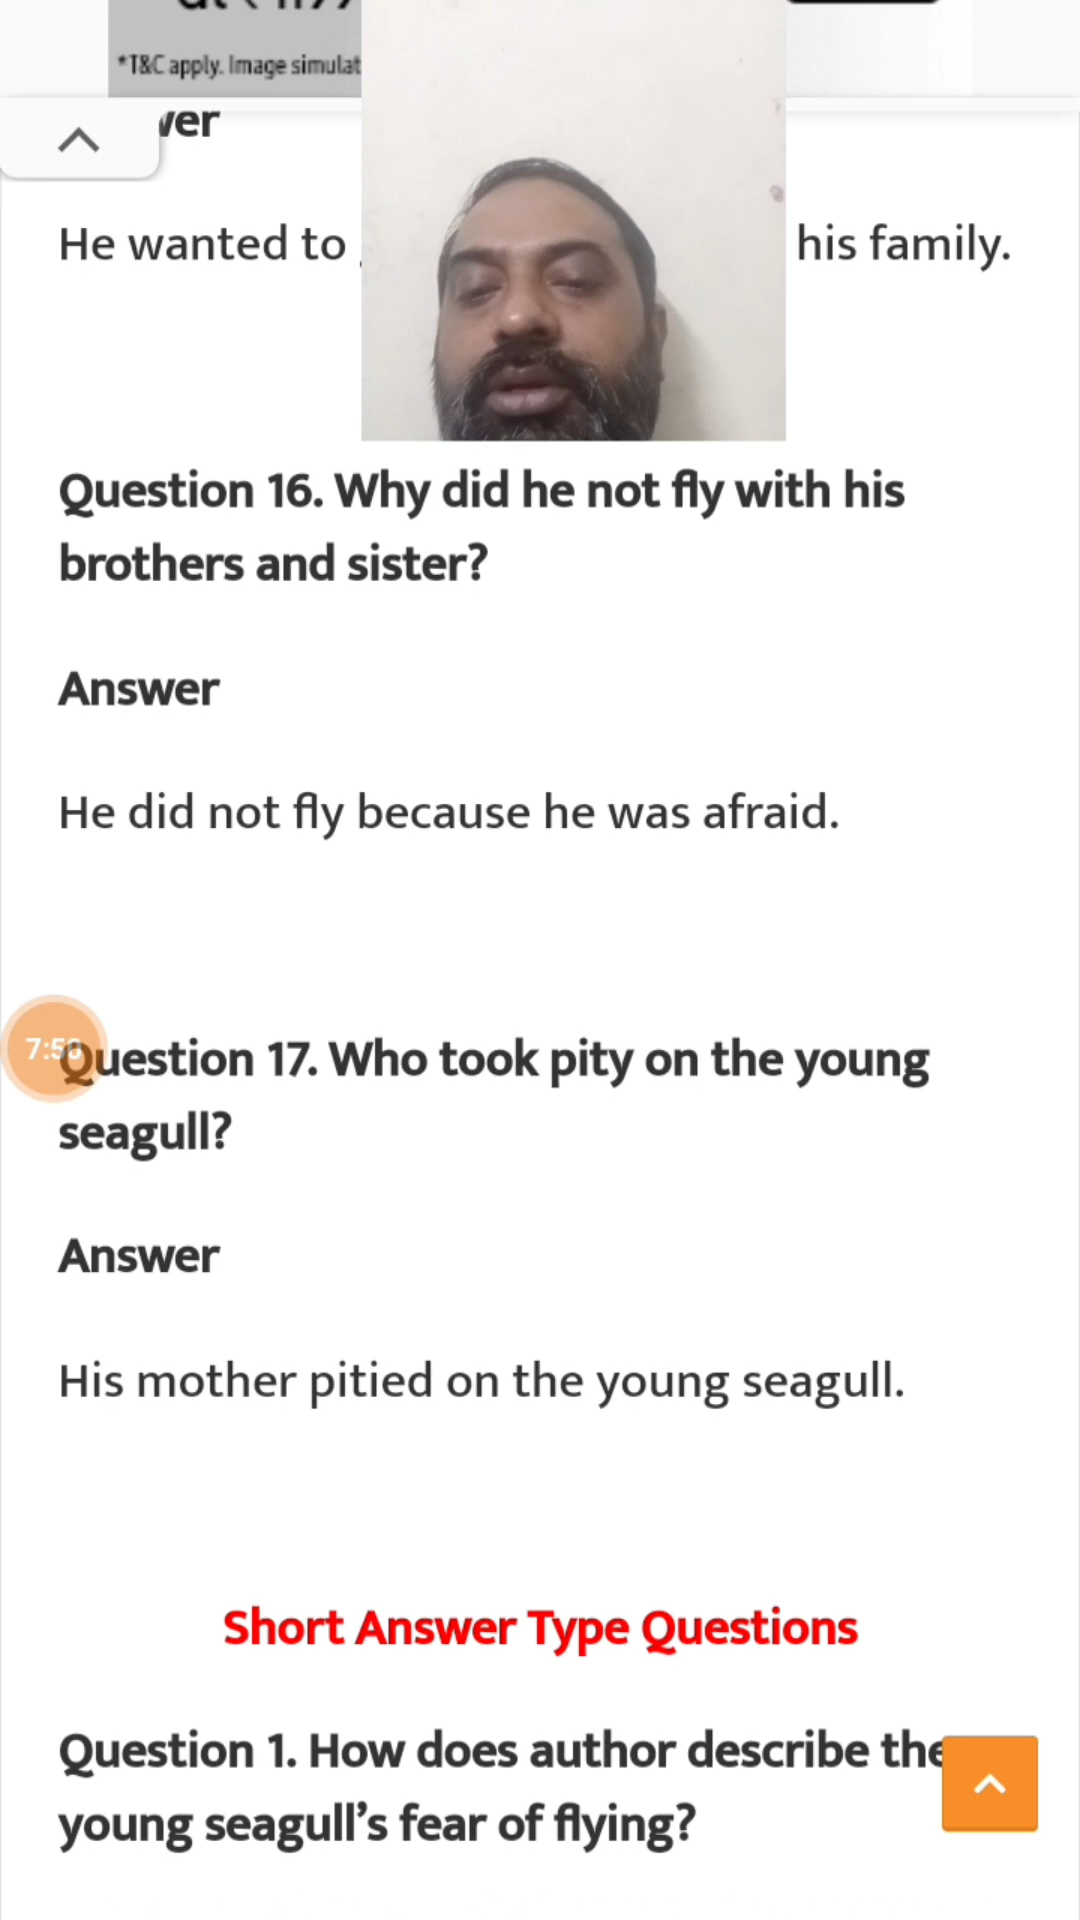 *T&C apply. Image simulat
He wanted to his family.
Question 16. Why did he not fly with his
brothers and sister?
Answer
He did not fly because he was afraid.
Question 17. Who took pity on the young
seagull?
Answer
His mother pitied on the young seagull.
Short Answer Type Questions
Question 1. How does author describe the
young seagull's fear of flying?